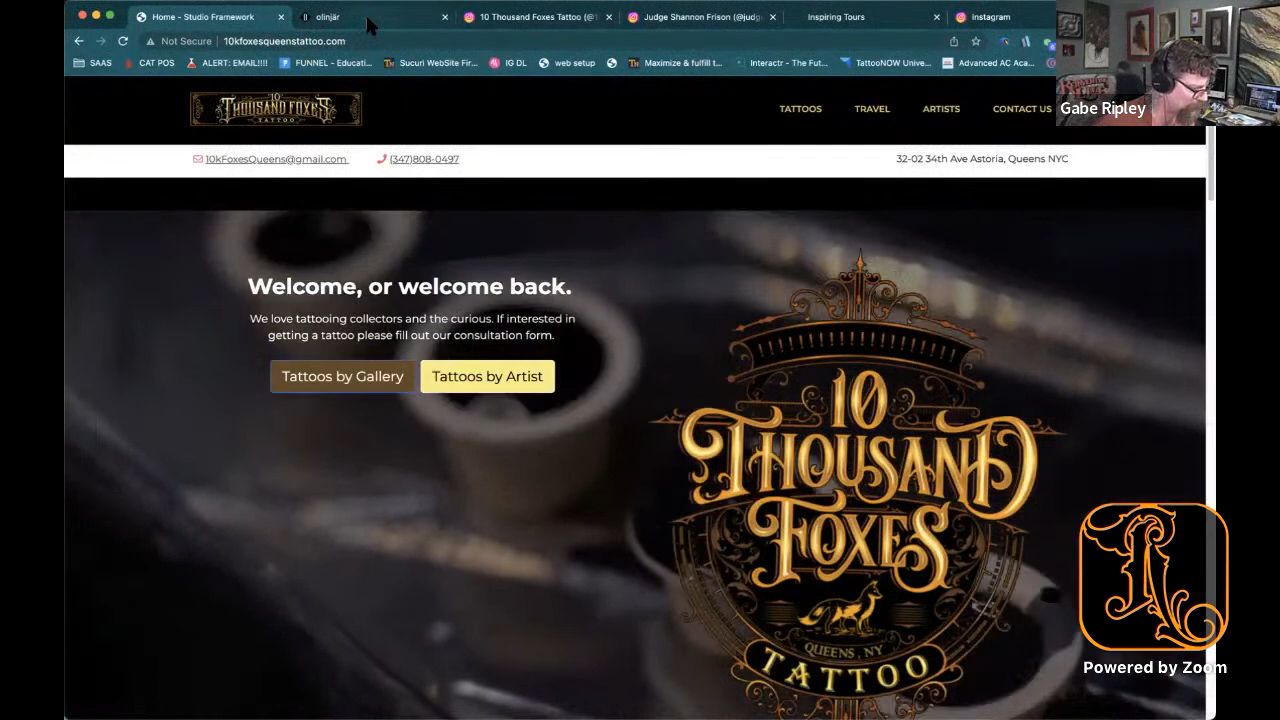 Home - Studio Framework
olinjär
10 Thousand Foxes Tattoo (@1
Judge Shannon Frison (@judg
Inspiring Tours
Instagram
Not Secure
10kfoxesqueenstattoo.com
SAAS
CAT POS
ALERT: EMAIL!!!!
FUNNEL - Educati...
Sucuri WebSite Fir...
IG DL
web setup
Maximize & fulfill t...
Interactr - The Fut...
TattooNOW Unive...
Advanced AC Aca...
Gabe Ripley
10
THOUSAND FOXES
TATTOO
TATTOOS
TRAVEL
ARTISTS
CONTACT US
10kFoxesQueens@gmail.com
(347)808-0497
32-02 34th Ave Astoria, Queens NYC
Welcome, or welcome back.
We love tattooing collectors and the curious. If interested in
getting a tattoo please fill out our consultation form.
Tattoos by Gallery
Tattoos by Artist
10
THOUSAND
FOXES
QUEENS, NY
TATTOO
Powered by Zoom